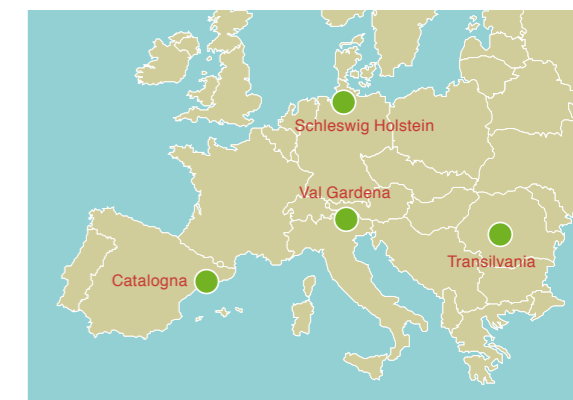 Schleswig Holstein
Val Gardena
Transilvania
Catalogna